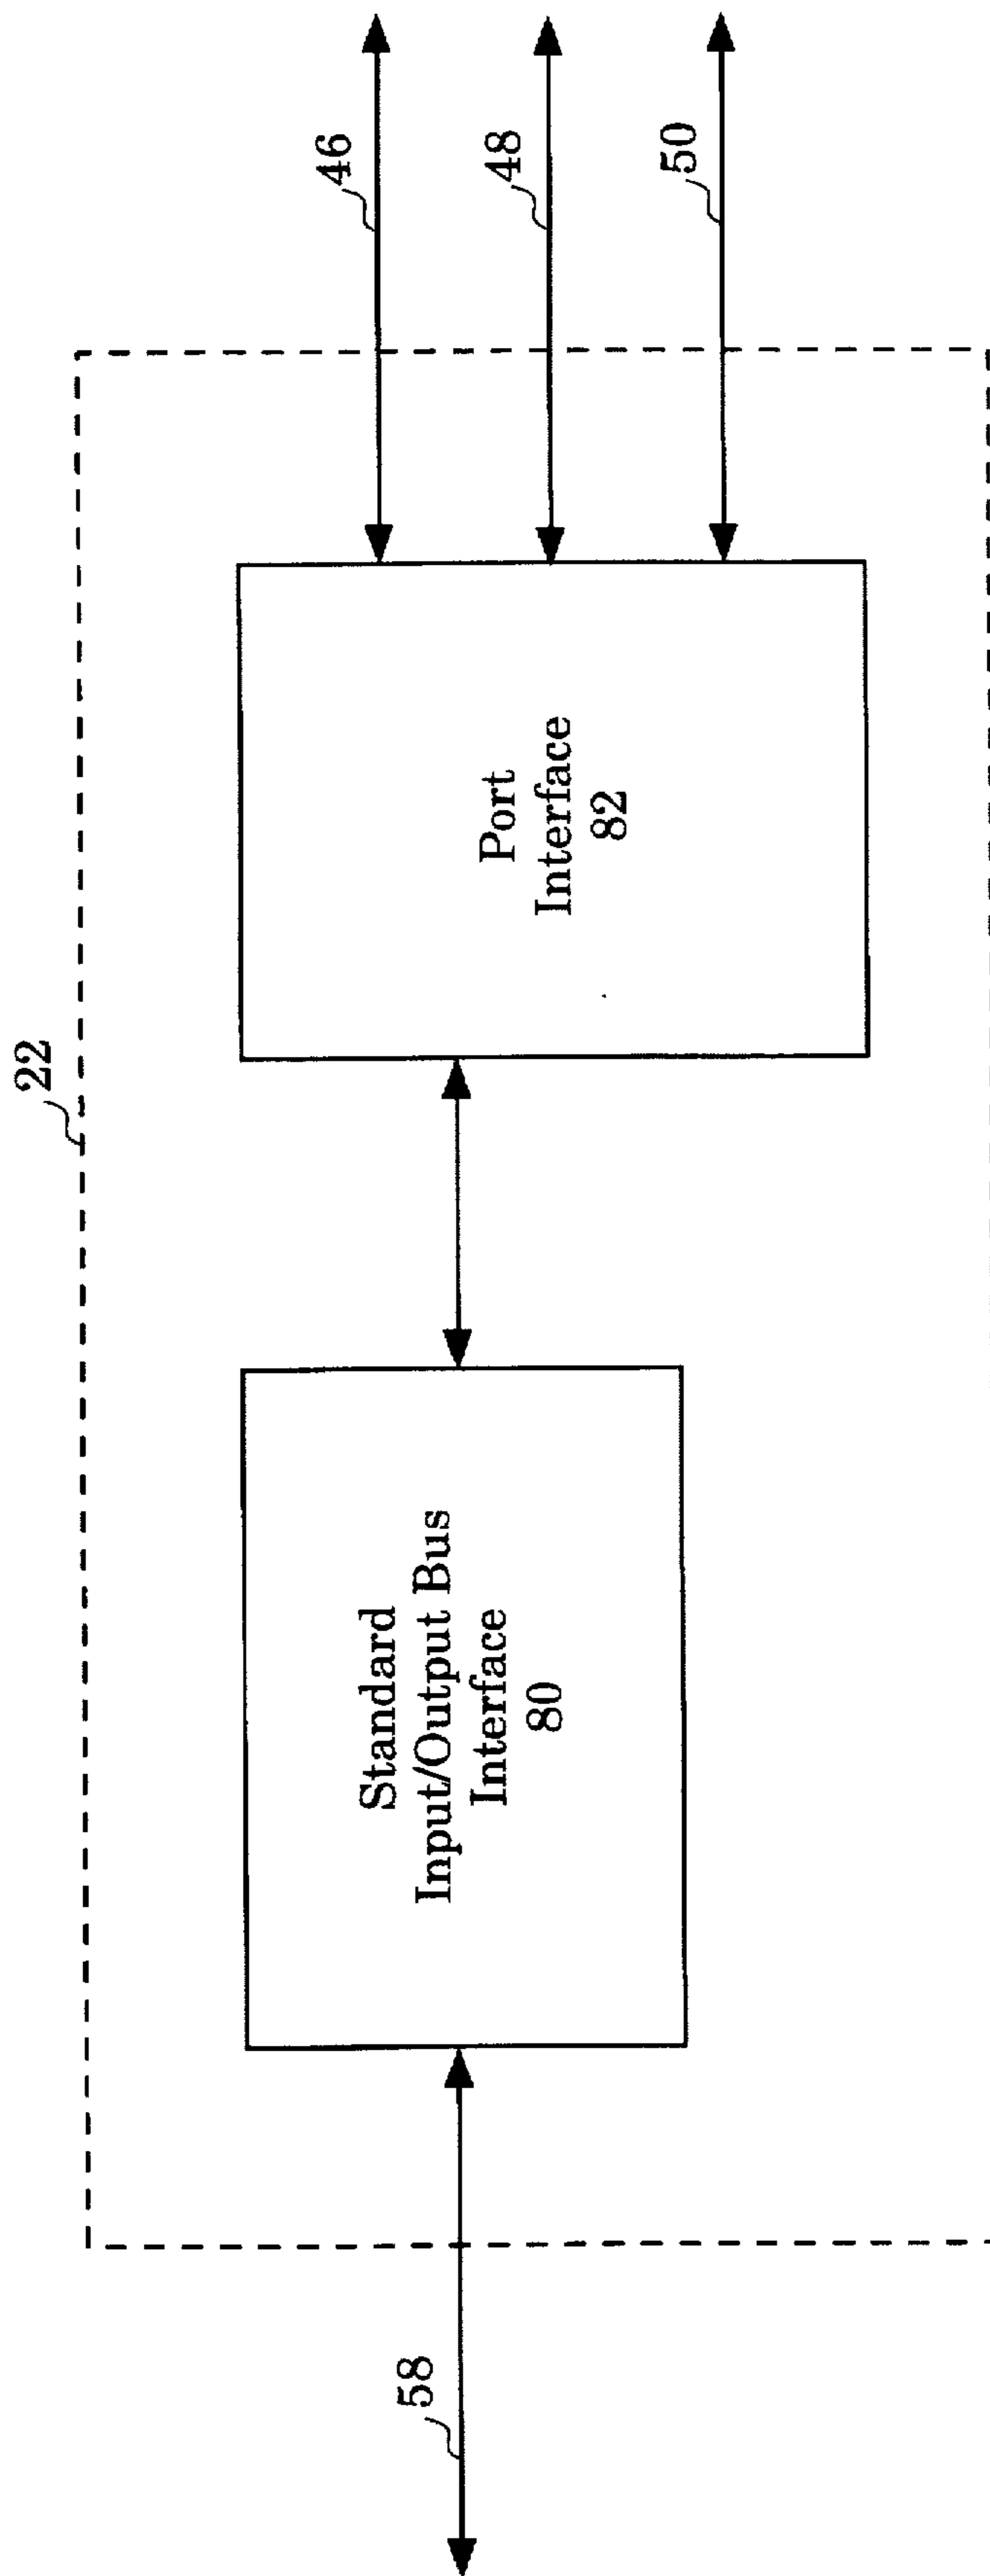 22
46
48
50
58
Standard
Input/Output Bus
Interface
80
Port
Interface
82